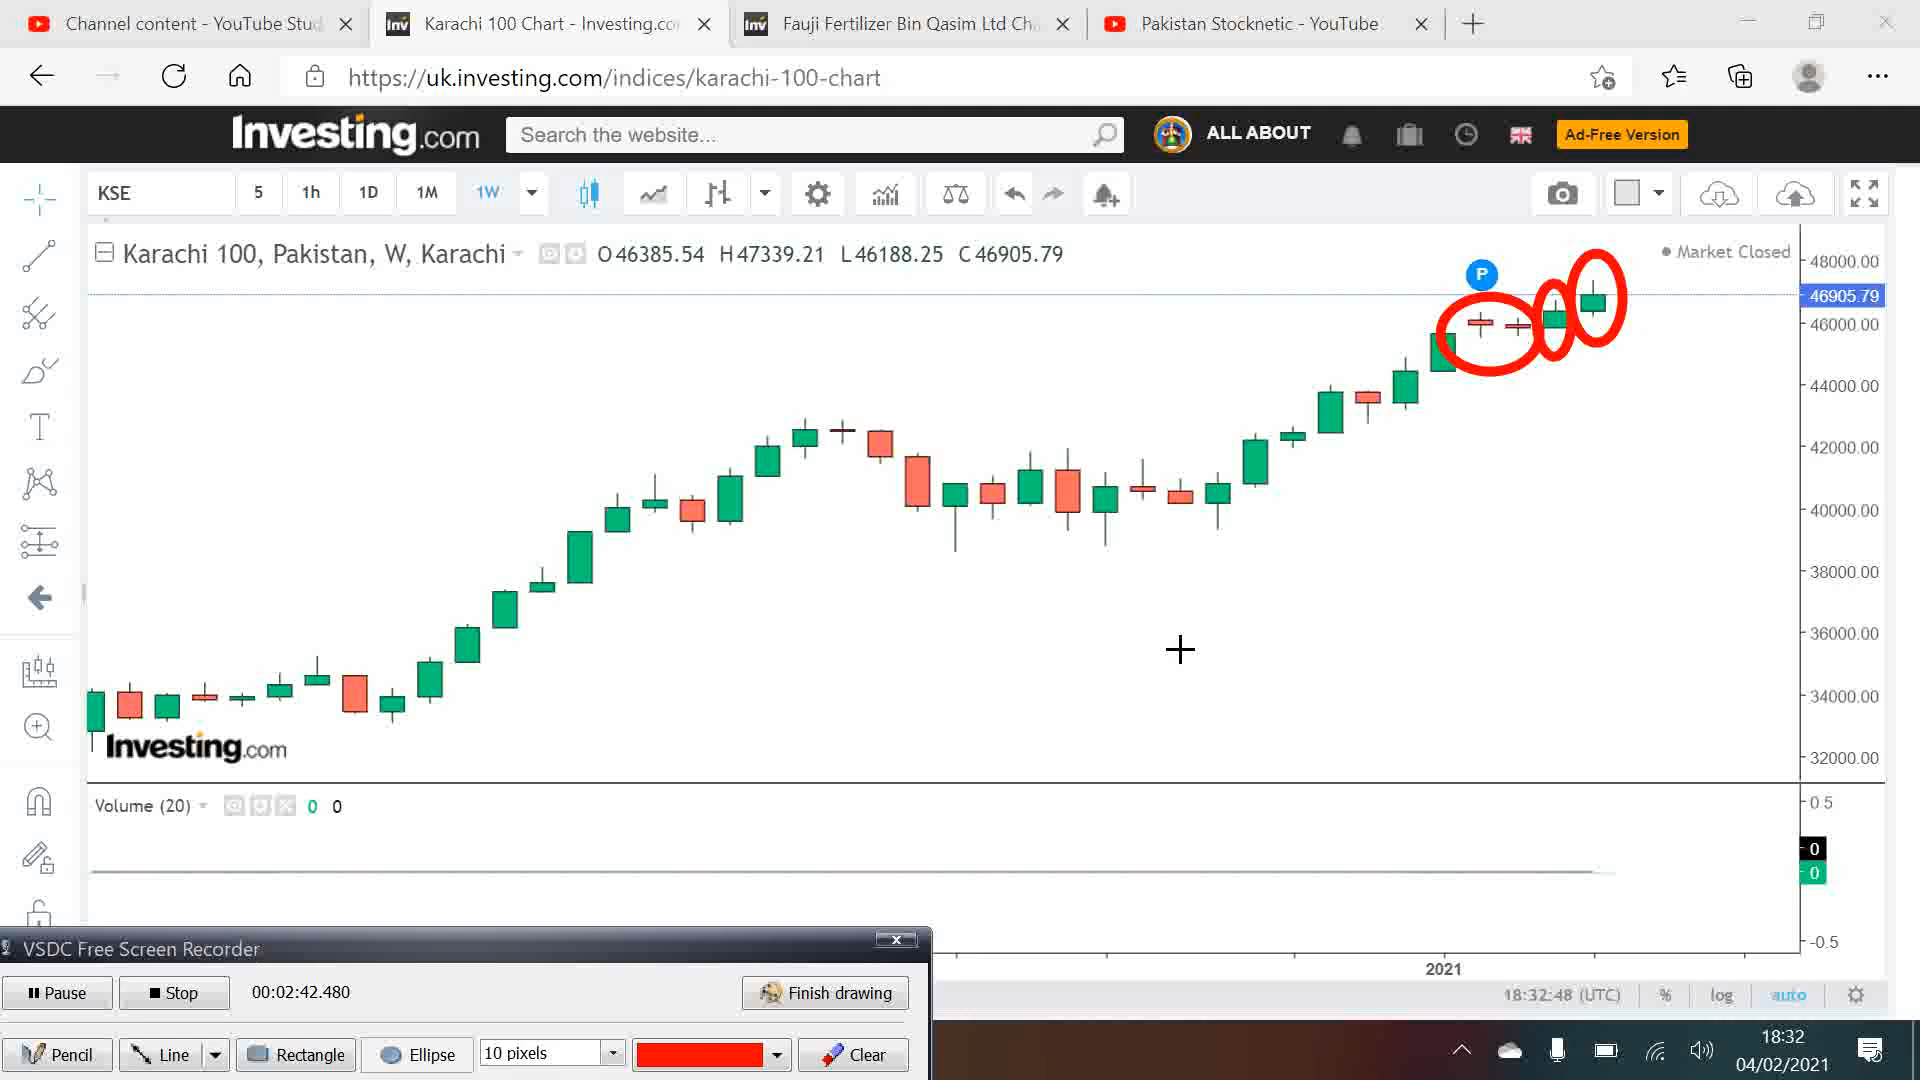 Channel content - YouTube Stud
Karachi 100 Chart - Investing.co
Fauji Fertilizer Bin Qasim Ltd Ch
Pakistan Stocknetic - YouTube
https://uk.investing.com/indices/karachi-100-chart
Investing.com
Search the website...
ALL ABOUT
Ad-Free Version
KSE
5
1h
1D
1M
1W
Karachi 100, Pakistan, W, Karachi
O46385.54 H47339.21 L46188.25 C46905.79
P
Market Closed
48000.00
46905.79
46000.00
44000.00
42000.00
40000.00
38000.00
36000.00
34000.00
32000.00
Investing.com
Volume (20)
0 0
0.5
0
0
-0.5
2021
18:32:48 (UTC)
%
log
auto
VSDC Free Screen Recorder
Pause
Stop
00:02:42.480
Finish drawing
Pencil
Line
Rectangle
Ellipse
10 pixels
Clear
18:32
04/02/2021